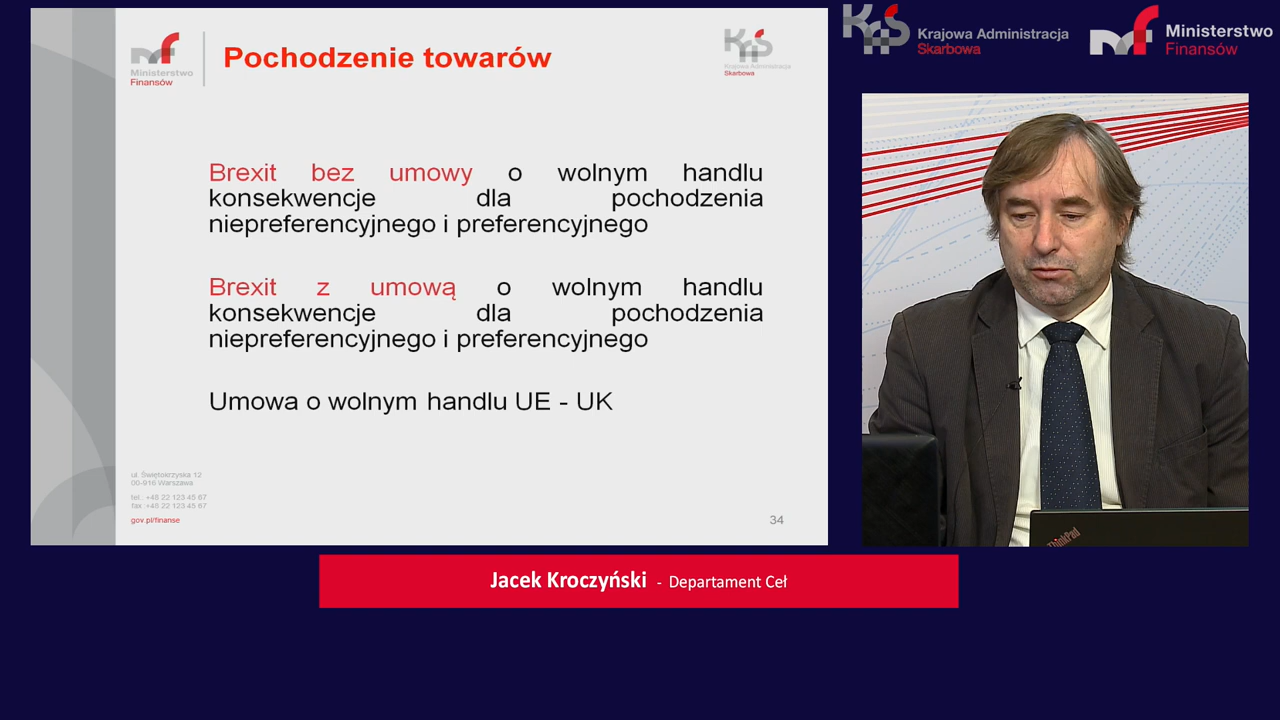 Ministerstwo
Finansów
Pochodzenie towarów
KAS
Krajowa Administracja
Skarbowa
Brexit bez umowy o wolnym handlu
konsekwencje dla pochodzenia
niepreferencyjnego i preferencyjnego
Brexit z umową o wolnym handlu
konsekwencje dla pochodzenia
niepreferencyjnego i preferencyjnego
Umowa o wolnym handlu UE - UK
ul. Świętokrzyska 12
00-916 Warszawa
tel.: +48 22 123 45 67
fax :+48 22 123 45 67
gov.pl/finanse
34
KAS
Krajowa Administracja
Skarbowa
Ministerstwo
Finansów
ThinkPad
Jacek Kroczyński - Departament Ceł